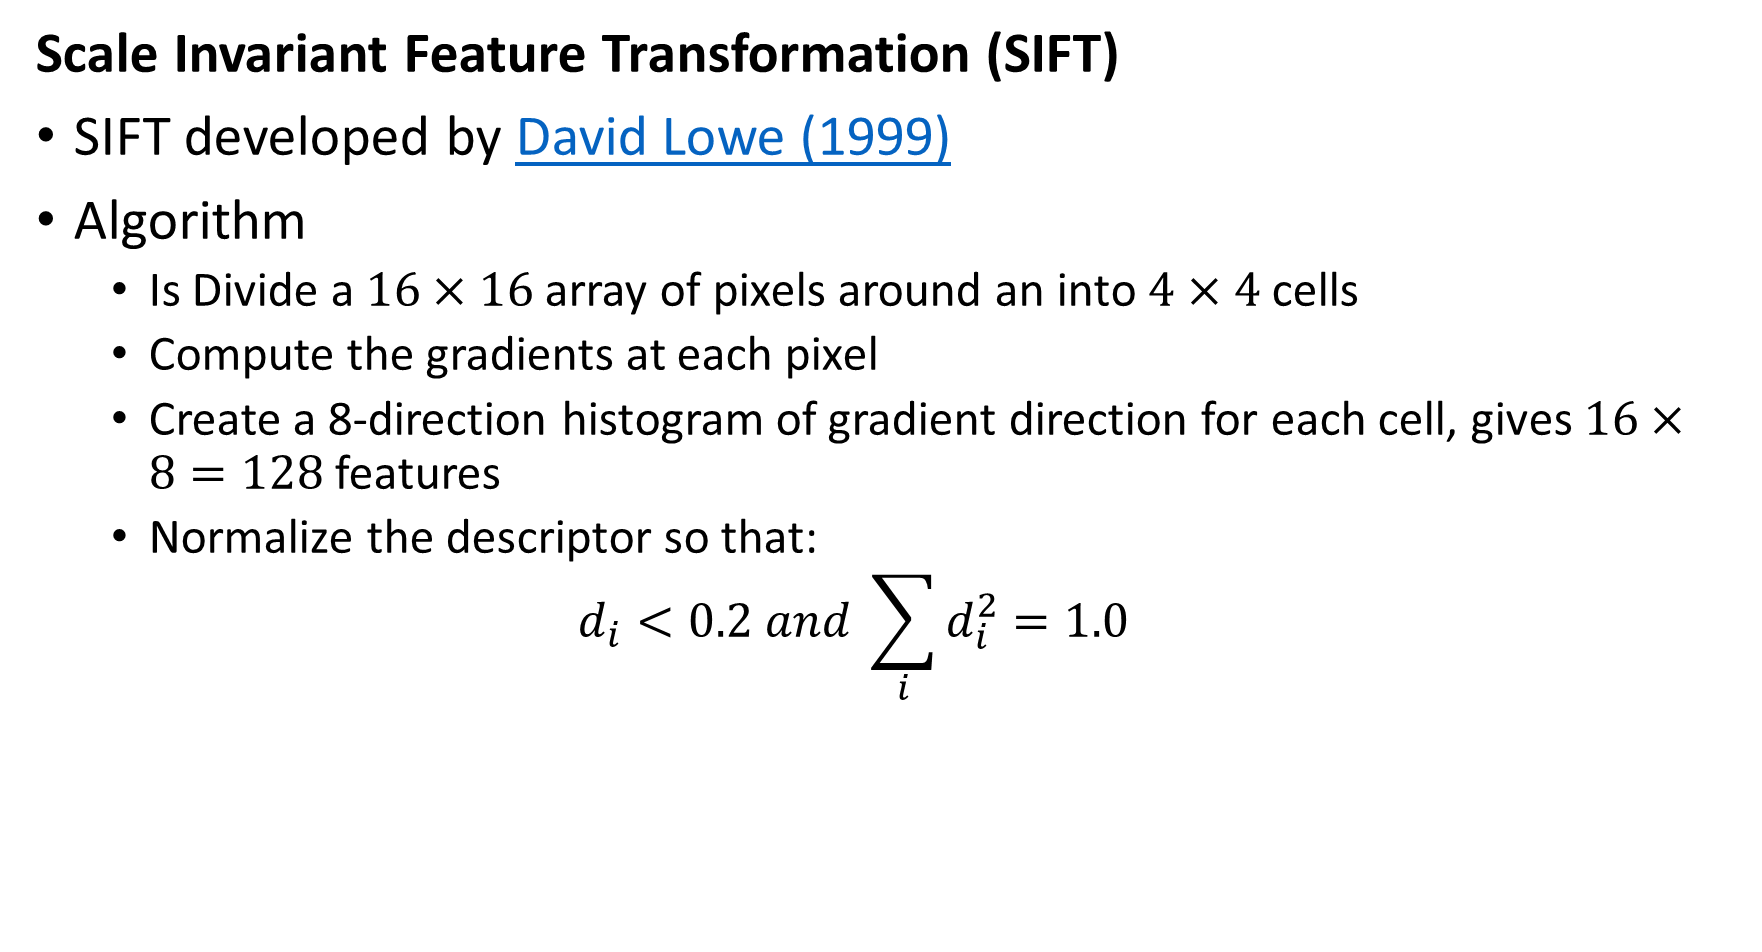 Scale Invariant Feature Transformation (SIFT)
• SIFT developed by David Lowe (1999)
• Algorithm
• Is Divide a 16 × 16 array of pixels around an into 4 × 4 cells
• Compute the gradients at each pixel
• Create a 8-direction histogram of gradient direction for each cell, gives 16 ×
8 = 128 features
• Normalize the descriptor so that:
d_i < 0.2 and ∑_i d_i^2 = 1.0